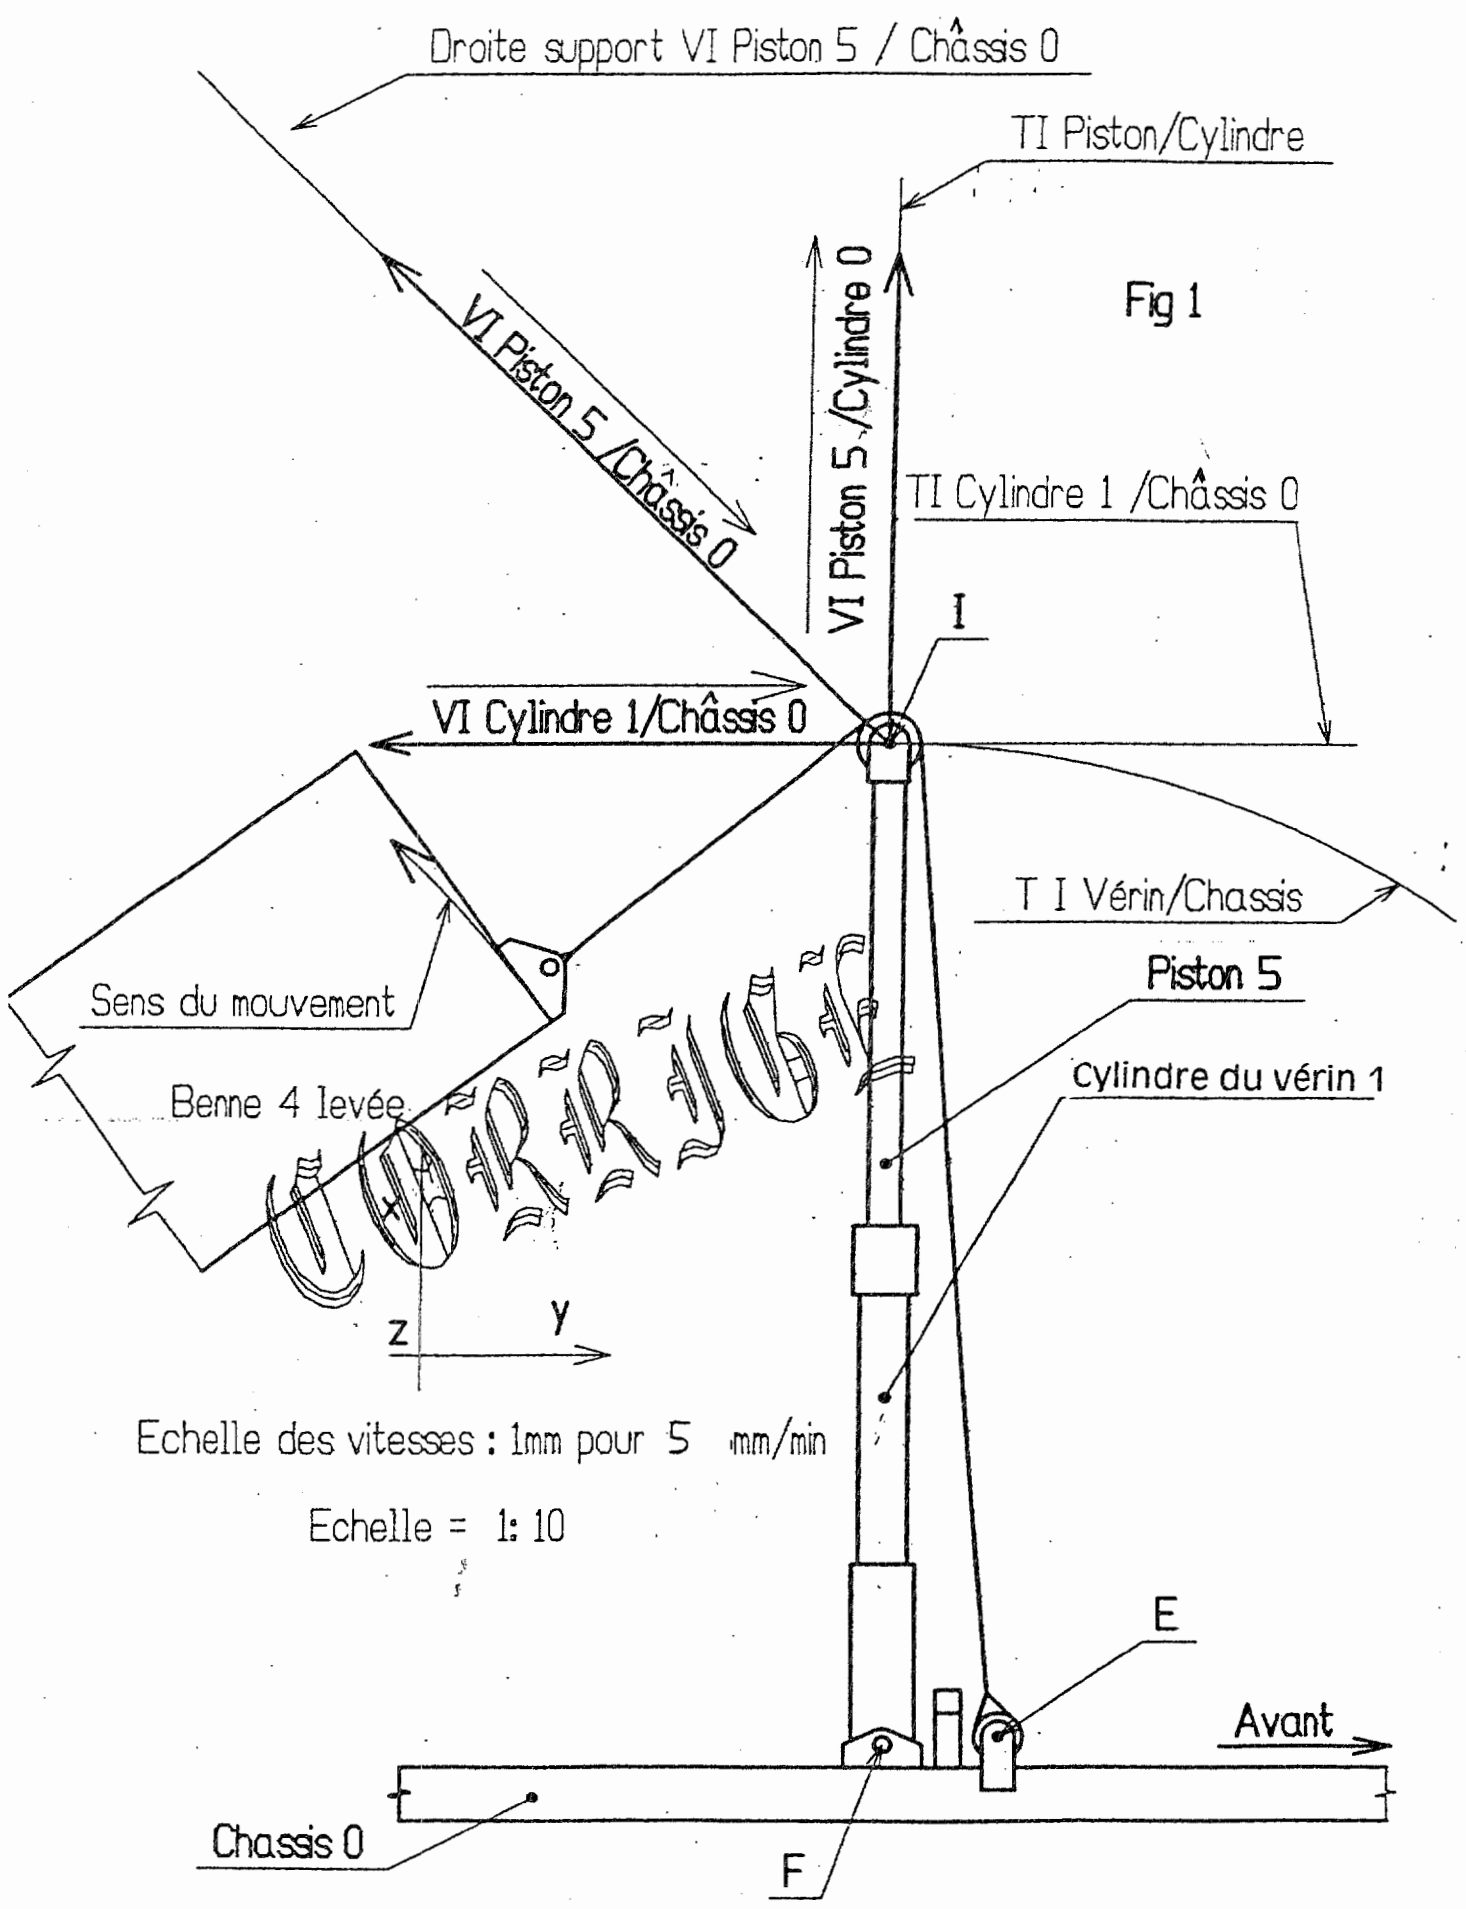 Droite support VI Piston 5 / Châssis 0
TI Piston/Cylindre
VI Piston 5 /Châssis 0
VI Piston 5 /Cylindre 0
Fig 1
TI Cylindre 1 /Châssis 0
I
VI Cylindre 1/Châssis 0
T I Vérin/Chassis
Piston 5
Sens du mouvement
Cylindre du vérin 1
Benne 4 levée
CORRIGE
x
z
y
Echelle des vitesses : 1mm pour 5 mm/min
Echelle = 1: 10
E
Avant
Chassis 0
F